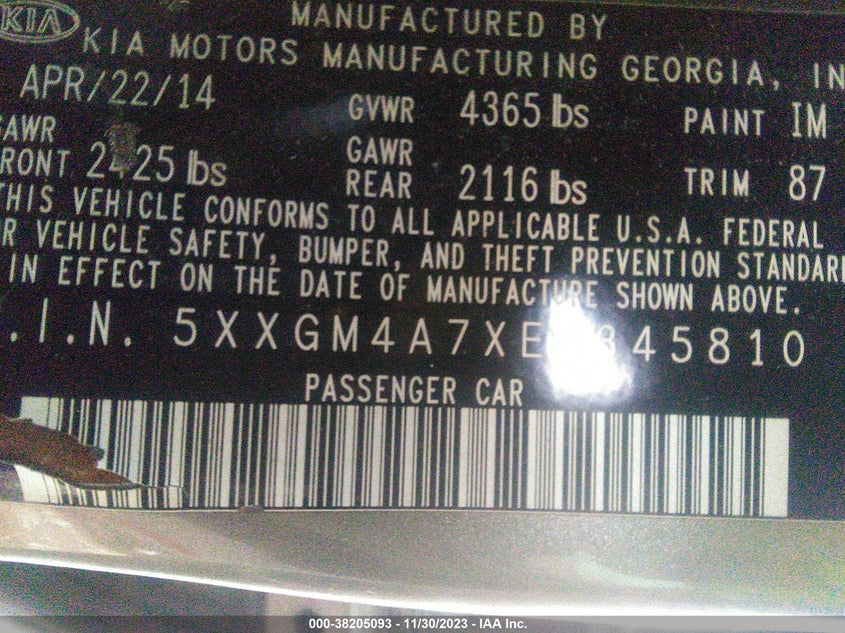 KIA
MANUFACTURED BY
KIA MOTORS MANUFACTURING GEORGIA, IN
APR/22/14 GVWR 4365 lbs PAINT IM
GAWR GAWR
RONT lbs REAR 2116 lbs TRIM 87
THIS VEHICLE CONFORMS TO ALL APPLICABLE U.S.A. FEDERAL
R VEHICLE SAFETY, BUMPER, AND THEFT PREVENTION STANDAR
IN EFFECT ON THE DATE OF MANUFACTURE SHOWN ABOVE.
.I.N. 5XXGM4A7XE 345810
PASSENGER CAR
000-38205093 - 11/30/2023 - IAA Inc.